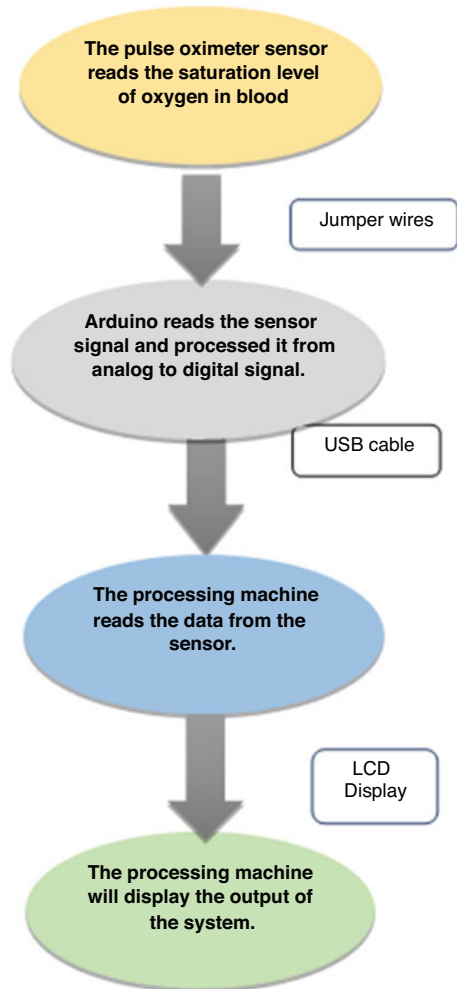 The pulse oximeter sensor
reads the saturation level
of oxygen in blood
Jumper wires
Arduino reads the sensor
signal and processed it from
analog to digital signal.
USB cable
The processing machine
reads the data from the
sensor.
LCD
Display
The processing machine
will display the output of
the system.